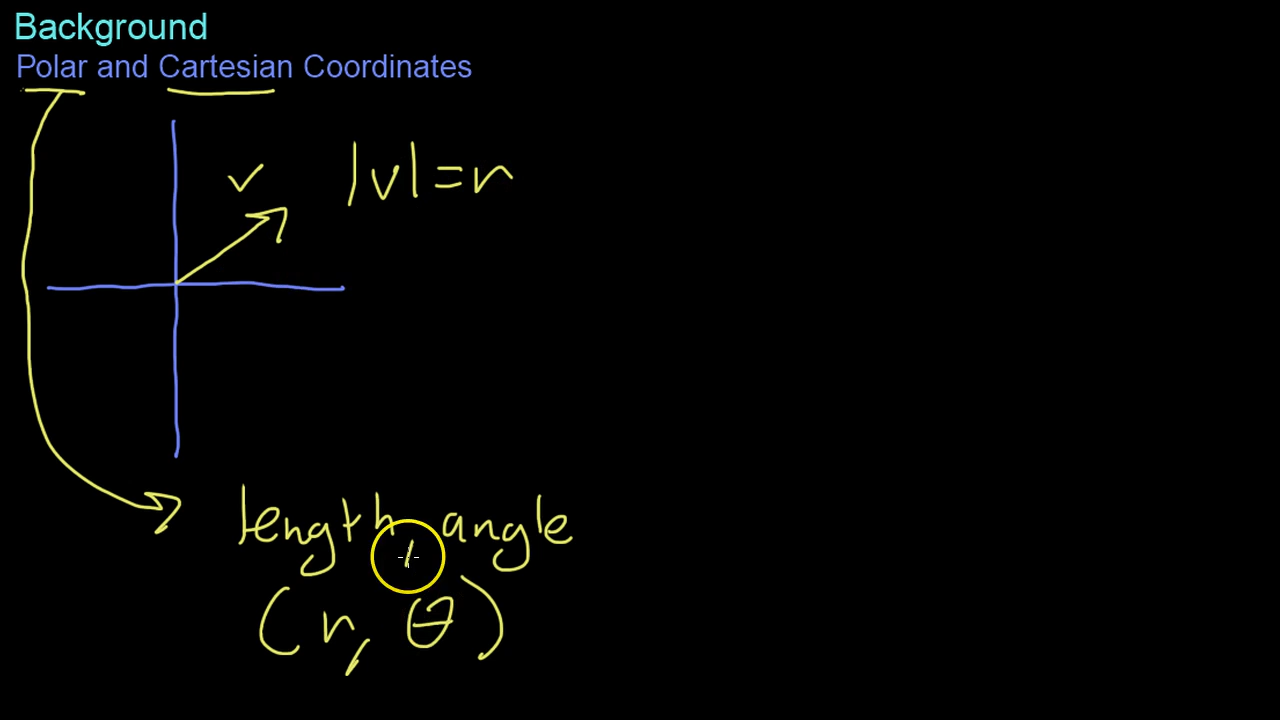 Background
Polar and Cartesian Coordinates
v
|v|=r
length, angle
(r, θ)